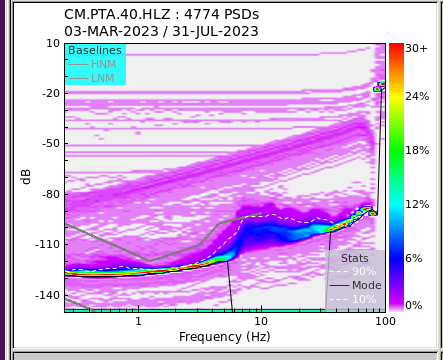 CM.PTA.40.HLZ : 4774 PSDs
03-MAR-2023 / 31-JUL-2023
10
-20
-50
-80
-110
-140
dB
Baselines
HNM
LNM
Stats
90%
Mode
10%
1
10
100
Frequency (Hz)
30+
24%
18%
12%
6%
0%